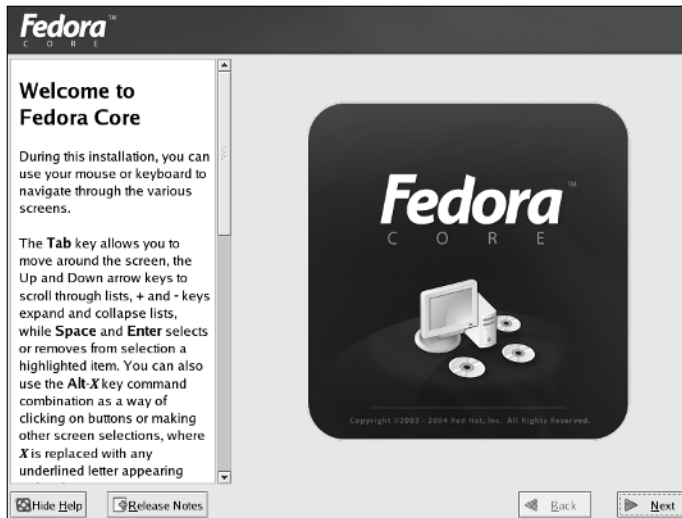 Fedora™
CORE
Welcome to
Fedora Core
During this installation, you can
use your mouse or keyboard to
navigate through the various
screens.
The Tab key allows you to
move around the screen, the
Up and Down arrow keys to
scroll through lists, + and - keys
expand and collapse lists,
while Space and Enter selects
or removes from selection a
highlighted item. You can also
use the Alt-X key command
combination as a way of
clicking on buttons or making
other screen selections, where
X is replaced with any
underlined letter appearing
Fedora™
CORE
Copyright ©2003 - 2004 Red Hat, Inc. All Rights Reserved.
Hide Help
Release Notes
Back
Next